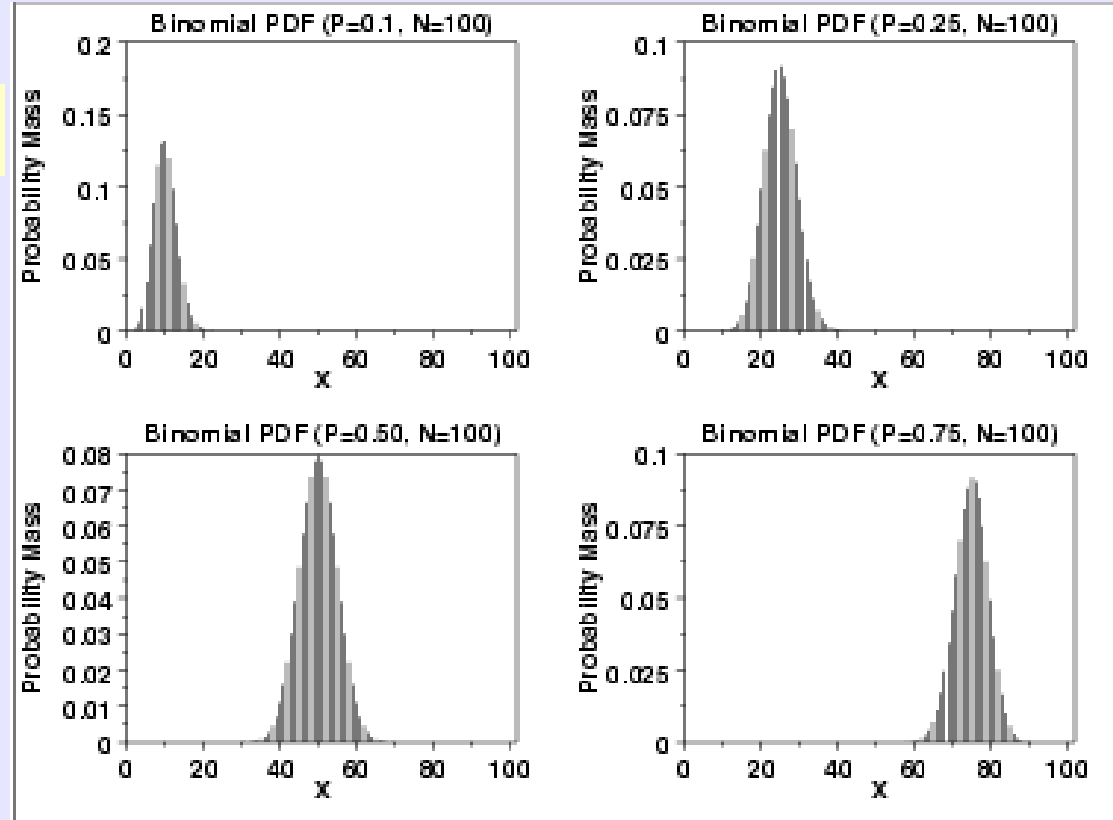 Binomial PDF (P=0.1, N=100)
Probability Mass
0.2
0.15
0.1
0.05
0
0 20 40 60 80 100
X
Binomial PDF (P=0.25, N=100)
Probability Mass
0.1
0.075
0.05
0.025
0
0 20 40 60 80 100
X
Binomial PDF (P=0.50, N=100)
Probability Mass
0.08
0.07
0.06
0.05
0.04
0.03
0.02
0.01
0
0 20 40 60 80 100
X
Binomial PDF (P=0.75, N=100)
Probability Mass
0.1
0.075
0.05
0.025
0
0 20 40 60 80 100
X